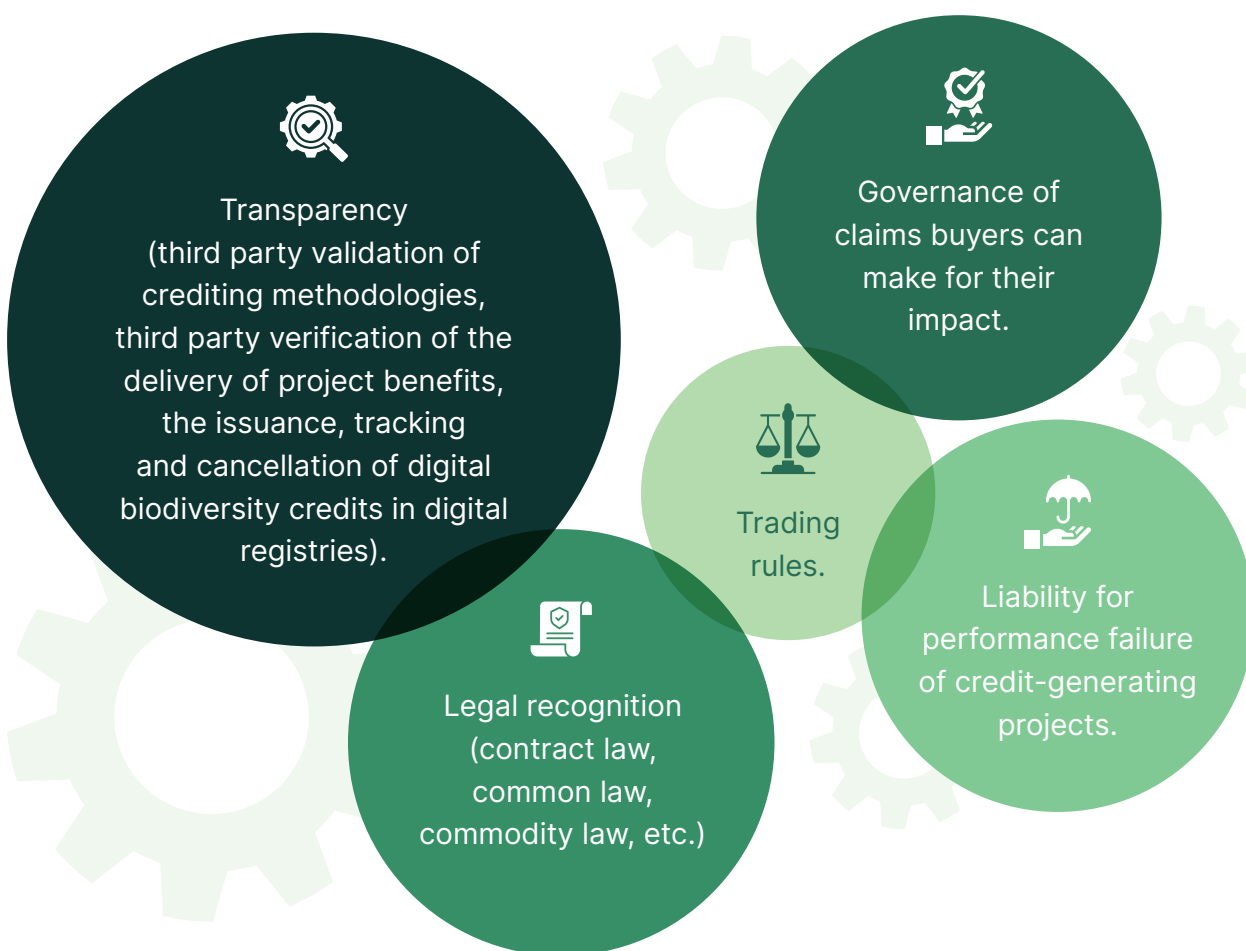 Transparency
(third party validation of
crediting methodologies,
third party verification of the
delivery of project benefits,
the issuance, tracking
and cancellation of digital
biodiversity credits in digital
registries).
Governance of
claims buyers can
make for their
impact.
Trading
rules.
Liability for
performance failure
of credit-generating
projects.
Legal recognition
(contract law,
common law,
commodity law, etc.)